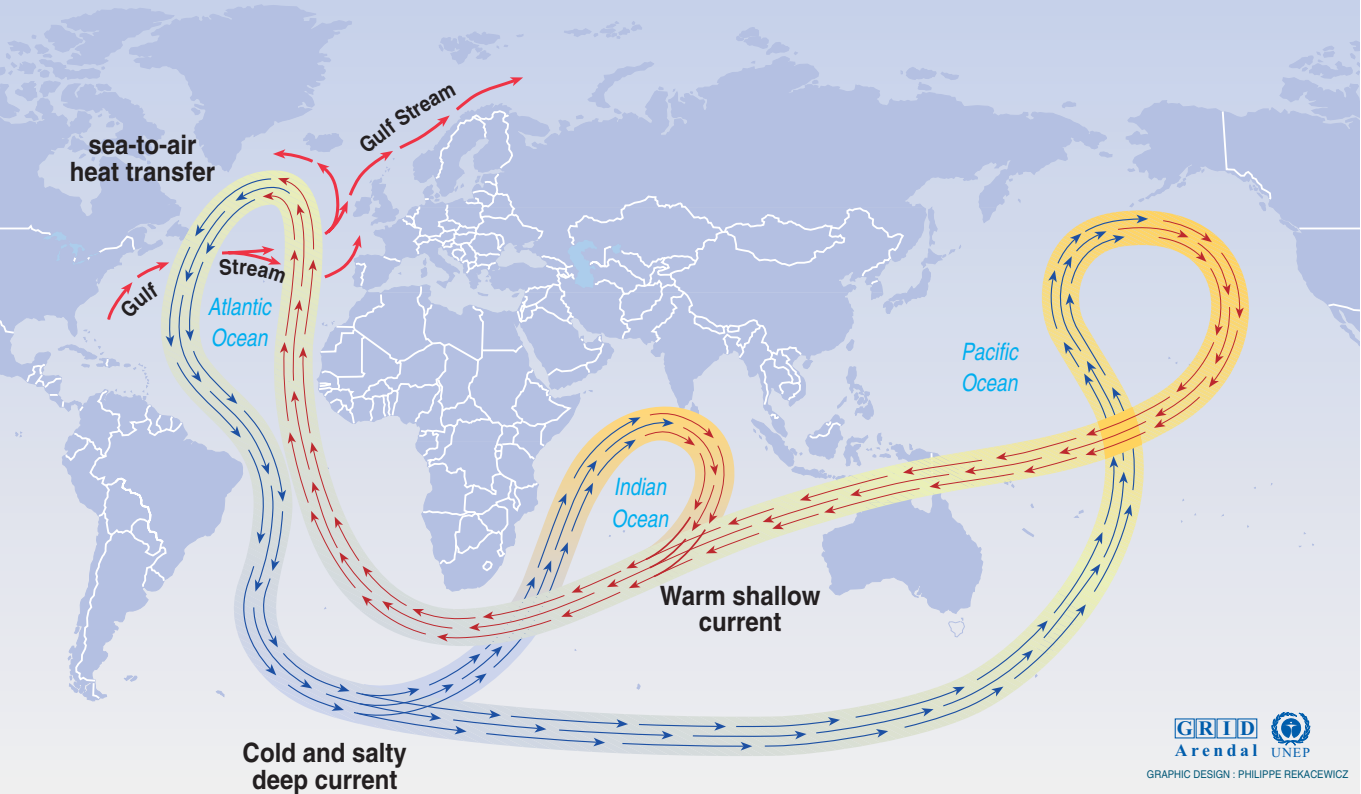 sea-to-air
heat transfer
Gulf Stream
Gulf
Stream
Atlantic
Ocean
Pacific
Ocean
Indian
Ocean
Warm shallow
current
Cold and salty
deep current
GRID
Arendal
UNEP
GRAPHIC DESIGN : PHILIPPE REKACEWICZ